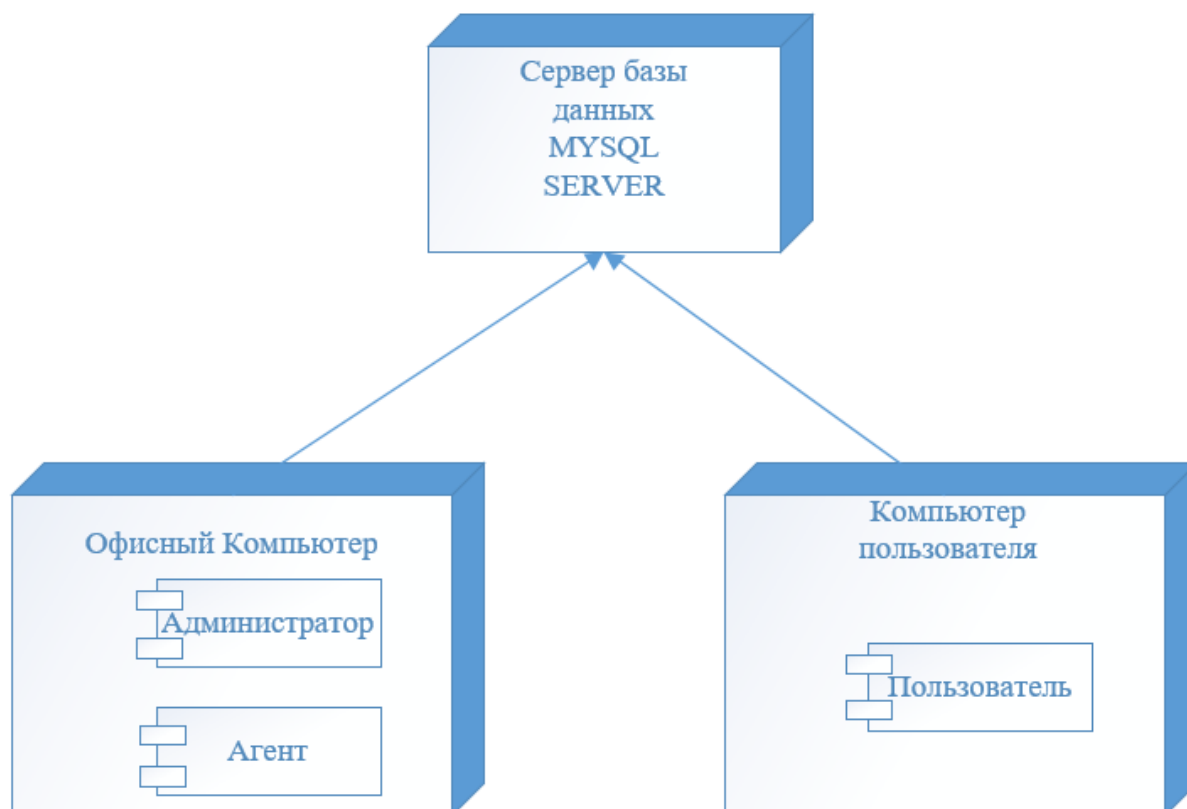 Сервер базы
данных
MYSQL
SERVER
Офисный Компьютер
Администратор
Агент
Компьютер
пользователя
Пользователь